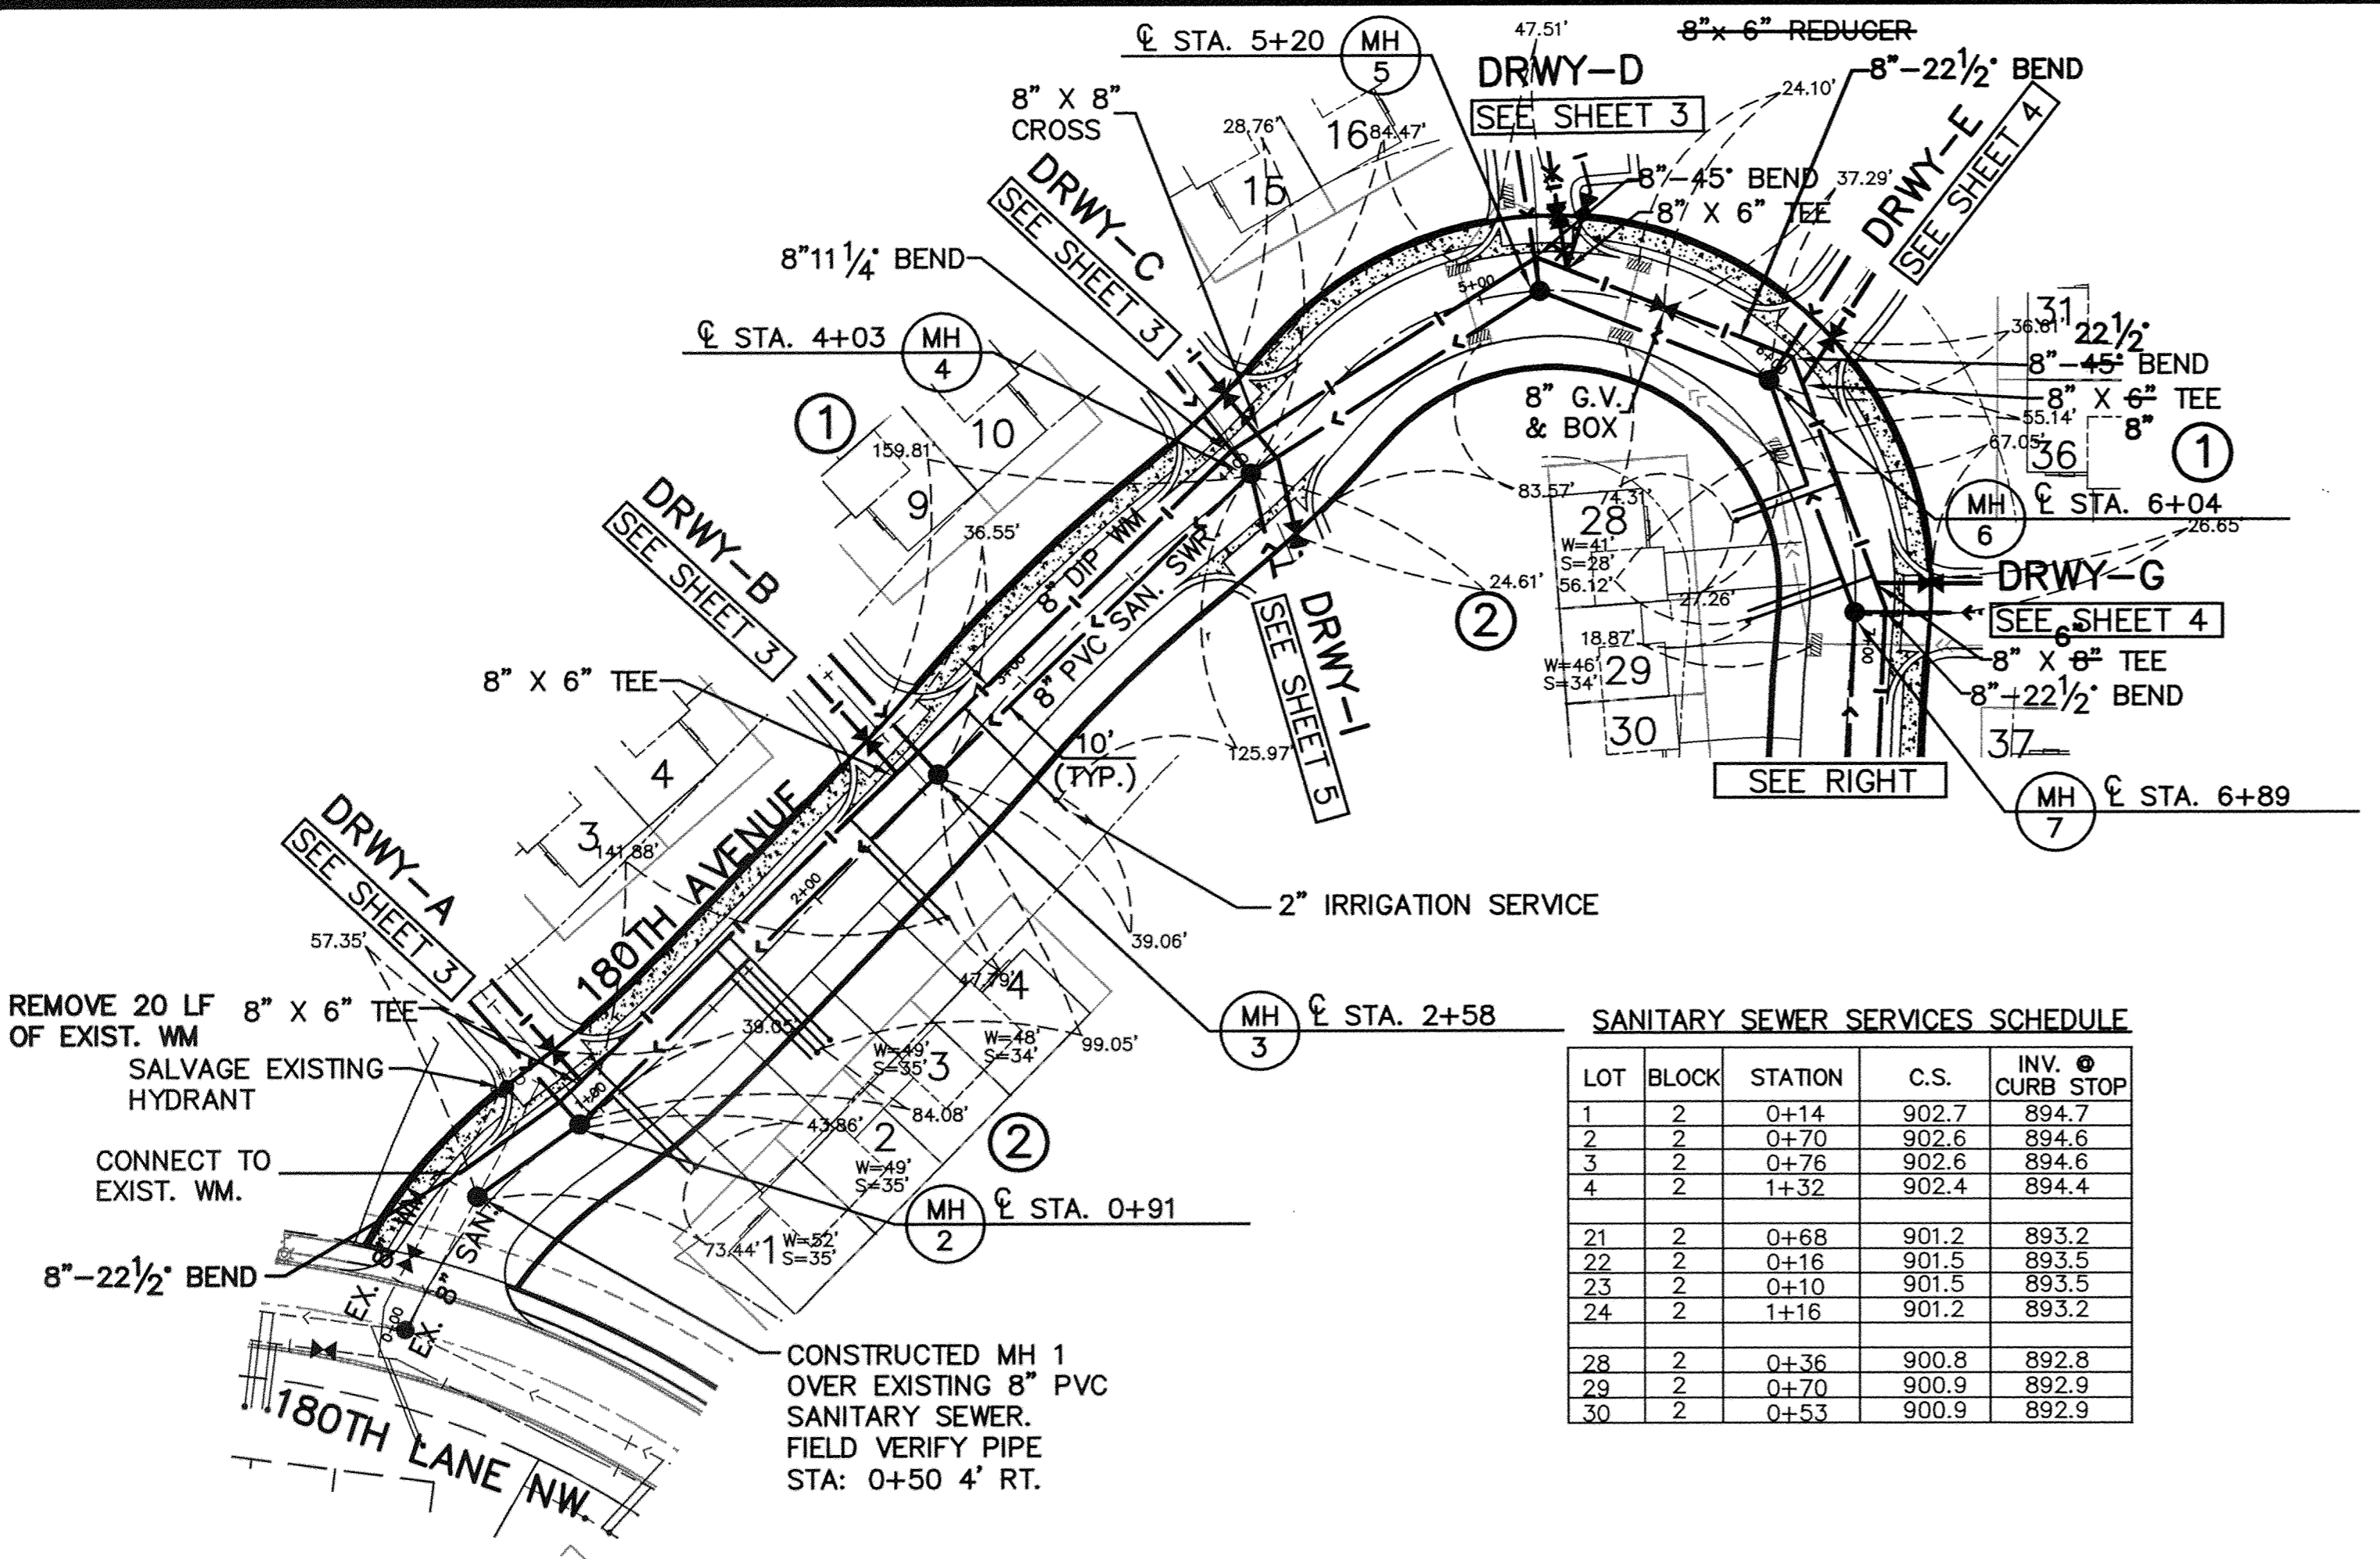 ℄ STA. 5+20
MH
5
47.51'
8"x 6" REDUCER
DRWY-D
SEE SHEET 3
8"-22½° BEND
24.10'
8" X 8"
CROSS
28.76'
16
84.47'
15
DRWY-E
SEE SHEET 4
DRWY-C
SEE SHEET 3
8"-45° BEND
37.29'
8" X 6" TEE
8"11¼° BEND
5+00
31
36.81'
22½°
8"-45° BEND
6+00
℄ STA. 4+03
MH
4
8" G.V.
& BOX
8" X 6" TEE
8"
55.14'
67.05'
36
1
1
10
159.81'
9
4+00
DRWY-B
SEE SHEET 3
36.55'
83.57'
74.31'
28
W=41'
S=28'
56.12'
MH
6
℄ STA. 6+04
26.65'
8" DIP WM
8" PVC SAN. SWR.
24.61'
2
27.26'
DRWY-G
SEE SHEET 4
DRWY-I
SEE SHEET 5
18.87'
29
W=46'
S=34'
7+00
6"
8" X 8" TEE
8"-22½° BEND
8" X 6" TEE
3+00
30
37
10'
(TYP.)
125.97'
SEE RIGHT
MH
7
℄ STA. 6+89
4
3
141.88'
DRWY-A
SEE SHEET 3
180TH AVENUE
2+00
2" IRRIGATION SERVICE
57.35'
39.06'
47.79'
4
REMOVE 20 LF
OF EXIST. WM
8" X 6" TEE
39.05'
W=49'
S=35'
3
W=48'
S=34'
99.05'
MH
3
℄ STA. 2+58
SALVAGE EXISTING
HYDRANT
1+00
84.08'
43.86'
2
W=49'
S=35'
2
CONNECT TO
EXIST. WM.
MH
2
℄ STA. 0+91
73.44'
1
W=52'
S=35'
8"-22½° BEND
EX. 8" WM
EX. 8" SAN.
0+00
180TH LANE NW.
CONSTRUCTED MH 1
OVER EXISTING 8" PVC
SANITARY SEWER.
FIELD VERIFY PIPE
STA: 0+50 4' RT.
SANITARY SEWER SERVICES SCHEDULE
LOT BLOCK STATION C.S. INV. @ CURB STOP
1 2 0+14 902.7 894.7
2 2 0+70 902.6 894.6
3 2 0+76 902.6 894.6
4 2 1+32 902.4 894.4
21 2 0+68 901.2 893.2
22 2 0+16 901.5 893.5
23 2 0+10 901.5 893.5
24 2 1+16 901.2 893.2
28 2 0+36 900.8 892.8
29 2 0+70 900.9 892.9
30 2 0+53 900.9 892.9